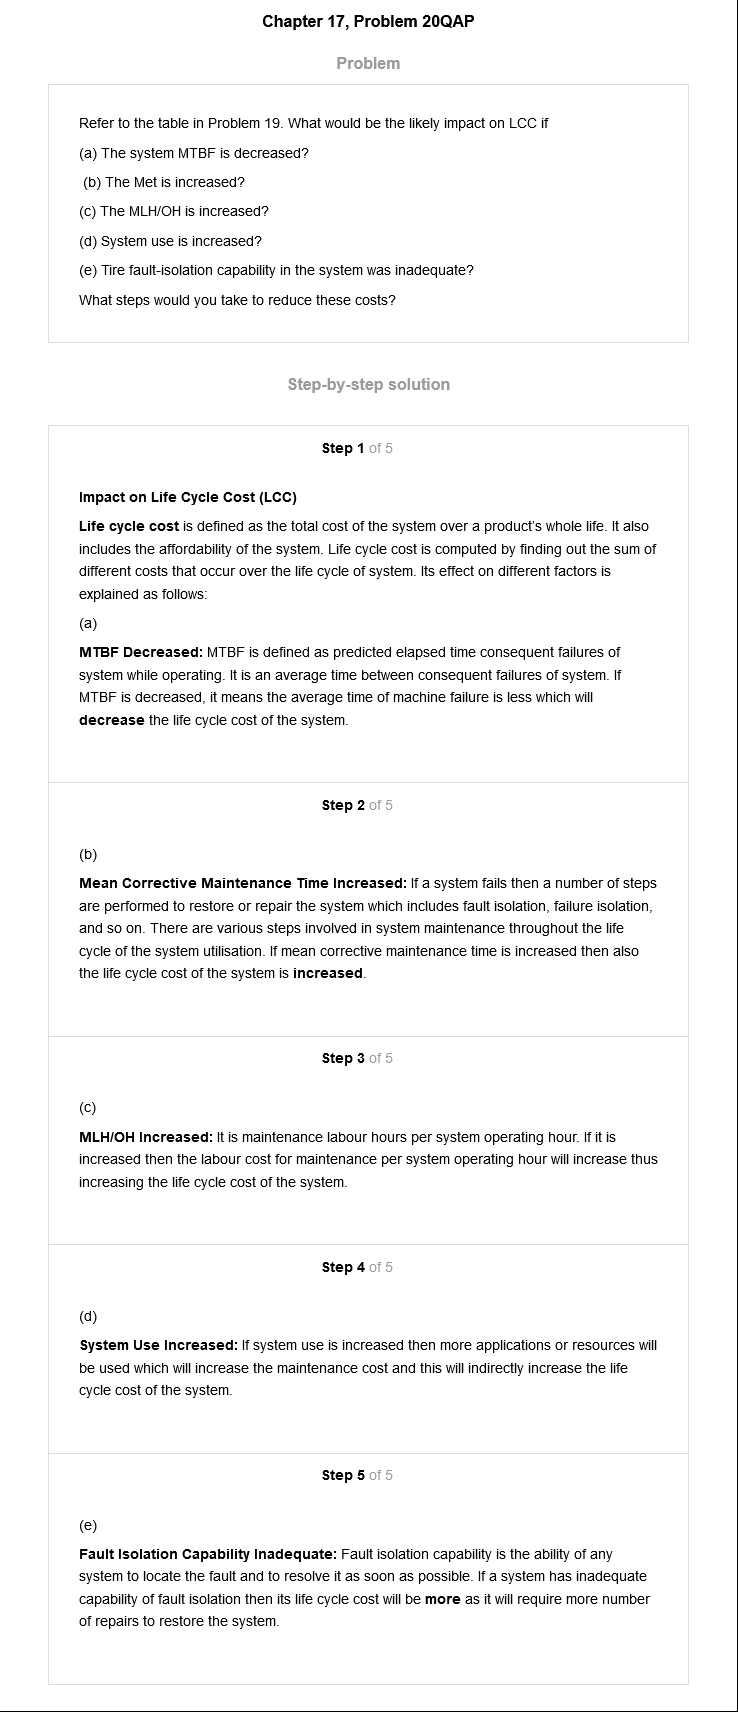 Chapter 17, Problem 20QAP
Problem
Refer to the table in Problem 19. What would be the likely impact on LCC if
(a) The system MTBF is decreased?
(b) The Met is increased?
(c) The MLH/OH is increased?
(d) System use is increased?
(e) Tire fault-isolation capability in the system was inadequate?
What steps would you take to reduce these costs?
Step-by-step solution
Step 1 of 5
Impact on Life Cycle Cost (LCC)
Life cycle cost is defined as the total cost of the system over a product's whole life. It also
includes the affordability of the system. Life cycle cost is computed by finding out the sum of
different costs that occur over the life cycle of system. Its effect on different factors is
explained as follows:
(a)
MTBF Decreased: MTBF is defined as predicted elapsed time consequent failures of
system while operating. It is an average time between consequent failures of system. If
MTBF is decreased, it means the average time of machine failure is less which will
decrease the life cycle cost of the system.
Step 2 of 5
(b)
Mean Corrective Maintenance Time Increased: If a system fails then a number of steps
are performed to restore or repair the system which includes fault isolation, failure isolation,
and so on. There are various steps involved in system maintenance throughout the life
cycle of the system utilisation. If mean corrective maintenance time is increased then also
the life cycle cost of the system is increased.
Step 3 of 5
(c)
MLH/OH Increased: It is maintenance labour hours per system operating hour. If it is
increased then the labour cost for maintenance per system operating hour will increase thus
increasing the life cycle cost of the system.
Step 4 of 5
(d)
System Use Increased: If system use is increased then more applications or resources will
be used which will increase the maintenance cost and this will indirectly increase the life
cycle cost of the system.
Step 5 of 5
(e)
Fault Isolation Capability Inadequate: Fault isolation capability is the ability of any
system to locate the fault and to resolve it as soon as possible. If a system has inadequate
capability of fault isolation then its life cycle cost will be more as it will require more number
of repairs to restore the system.